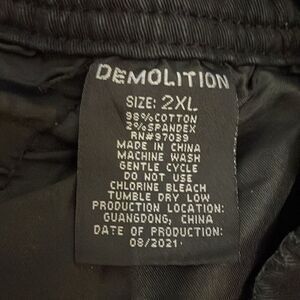 DEMOLITION
SIZE: 2XL
98%COTTON
2%SPANDEX
RN#97039
MADE IN CHINA
MACHINE WASH
GENTLE CYCLE
DO NOT USE
CHLORINE BLEACH
TUMBLE DRY LOW
PRODUCTION LOCATION:
GUANGDONG, CHINA
DATE OF PRODUCTION:
08/2021